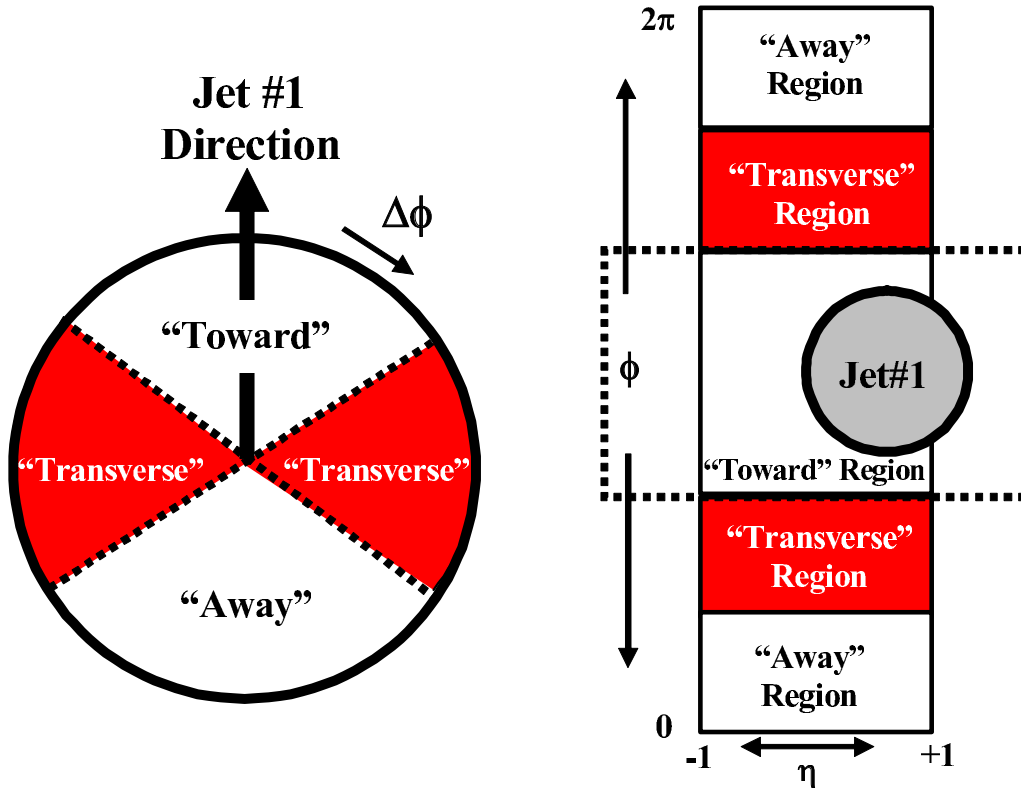 Jet #1
Direction
Δϕ
“Toward”
“Transverse”
“Transverse”
“Away”
2π
“Away”
Region
“Transverse”
Region
ϕ
Jet#1
“Toward” Region
“Transverse”
Region
“Away”
Region
0
-1
+1
η